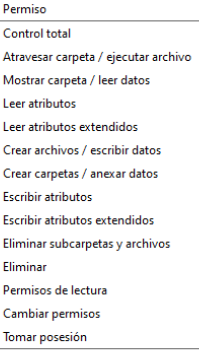 Permiso
Control total
Atravesar carpeta / ejecutar archivo
Mostrar carpeta / leer datos
Leer atributos
Leer atributos extendidos
Crear archivos / escribir datos
Crear carpetas / anexar datos
Escribir atributos
Escribir atributos extendidos
Eliminar subcarpetas y archivos
Eliminar
Permisos de lectura
Cambiar permisos
Tomar posesión